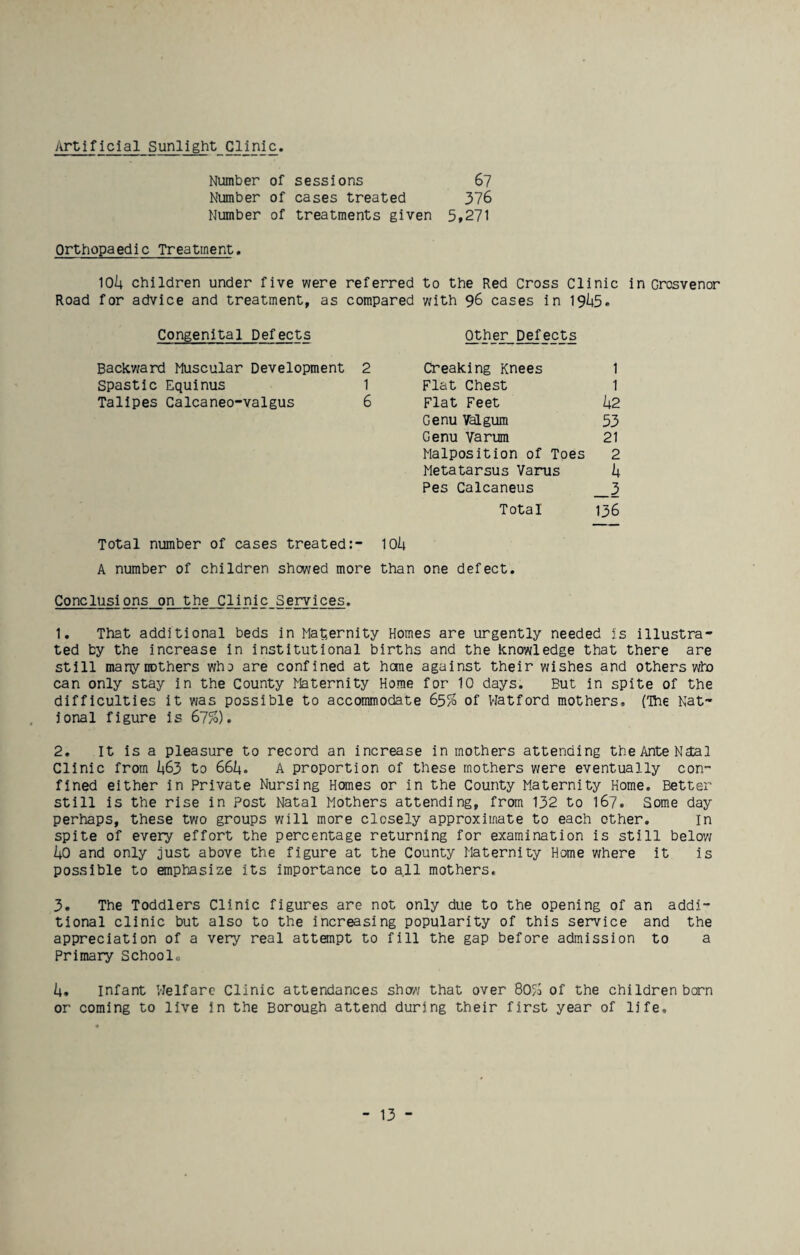 Artificial Sunlight Clinic.
Number of sessions 67
Number of cases treated 376
Number of treatments given 5,271
Orthopaedic Treatment.
104 children under five were referred to the Red Cross Clinic in Grosvenor
Road for advice and treatment, as compared with 96 cases in 1945.
Congenital Defects
Backward Muscular Development 2
Spastic Equinus 1
Talipes Calcaneo-valgus 6
Other Defects
Creaking Knees 1
Flat Chest 1
Flat Feet 42
Genu Valgum 53
Genu Varum 21
Malposition of Toes 2
Metatarsus Varus 4
Pes Calcaneus 3
Total 136
Total number of cases treated:- 104
A number of children showed more than one defect.
Conclusions on the Clinic Services.
1. That additional beds in Maternity Homes are urgently needed is illustra-
ted by the increase in institutional births and the knowledge that there are
still many mothers who are confined at home against their wishes and others who
can only stay in the County Maternity Home for 10 days. But in spite of the
difficulties it was possible to accommodate 65% of Watford mothers. (The Nat-
ional figure is 67%).
2. It is a pleasure to record an increase in mothers attending the Ante Natal
Clinic from 463 to 664. A proportion of these mothers were eventually con-
fined either in Private Nursing Homes or in the County Maternity Home. Better
still is the rise in Post Natal Mothers attending, from 132 to 167. Some day
perhaps, these two groups will more closely approximate to each other. In
spite of every effort the percentage returning for examination is still below
40 and only just above the figure at the County Maternity Home where it is
possible to emphasize its importance to all mothers.
3. The Toddlers Clinic figures are not only due to the opening of an addi-
tional clinic but also to the increasing popularity of this service and the
appreciation of a very real attempt to fill the gap before admission to a
Primary School.
4. Infant Welfare Clinic attendances show that over 80% of the children born
or coming to live in the Borough attend during their first year of life.
- 13 -